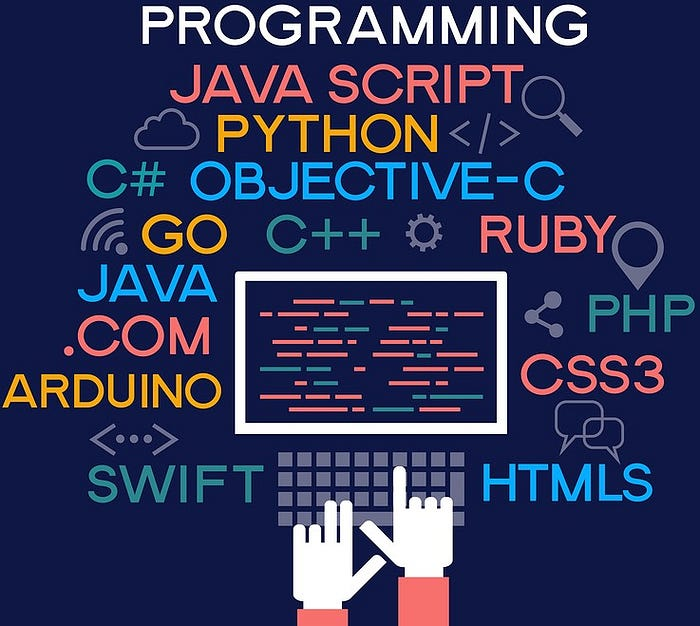 PROGRAMMING
JAVA SCRIPT
PYTHON </>
C# OBJECTIVE-C
GO C++ RUBY
JAVA
PHP
.COM
CSS3
ARDUINO
SWIFT HTMLS